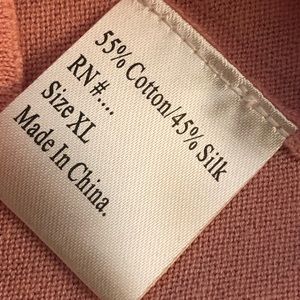 55% Cotton/45% Silk
RN #....
Size XL
Made In China.